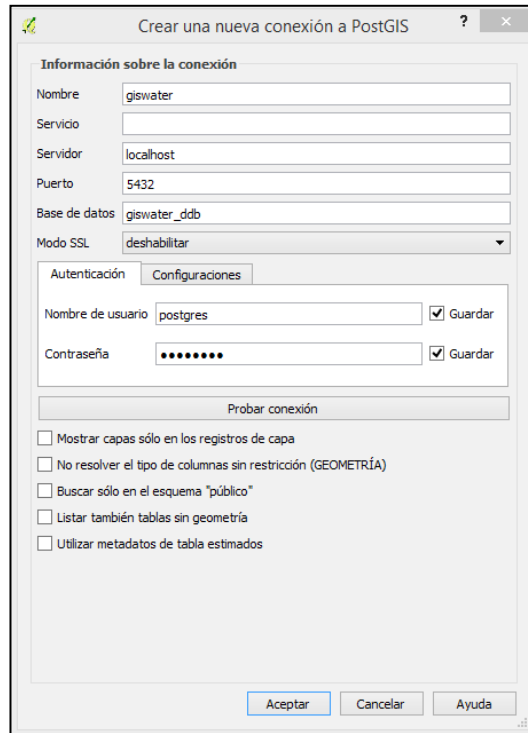 Crear una nueva conexión a PostGIS ? ×
Información sobre la conexión
Nombre giswater
Servicio
Servidor localhost
Puerto 5432
Base de datos giswater_ddb
Modo SSL deshabilitar
Autenticación Configuraciones
Nombre de usuario postgres Guardar
Contraseña ●●●●●●●● Guardar
Probar conexión
Mostrar capas sólo en los registros de capa
No resolver el tipo de columnas sin restricción (GEOMETRÍA)
Buscar sólo en el esquema "público"
Listar también tablas sin geometría
Utilizar metadatos de tabla estimados
Aceptar Cancelar Ayuda